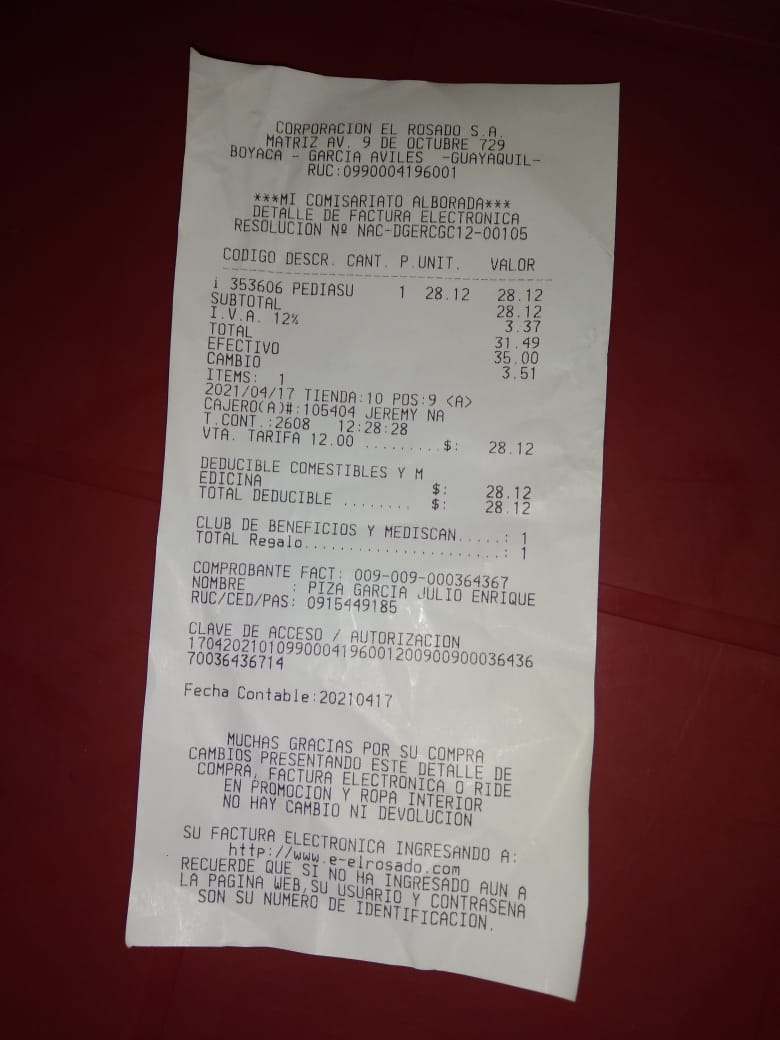 CORPORACION EL ROSADO S.A.
MATRIZ AV. 9 DE OCTUBRE 729
BOYACA - GARCIA AVILES -GUAYAQUIL-
RUC:0990004196001
***MI COMISARIATO ALBORADA***
DETALLE DE FACTURA ELECTRONICA
RESOLUCION Nº NAC-DGERCGC12-00105
CODIGO DESCR. CANT. P.UNIT. VALOR
i 353606 PEDIASU 1 28.12 28.12
SUBTOTAL 28.12
I.V.A. 12% 3.37
TOTAL 31.49
EFECTIVO 35.00
CAMBIO 3.51
ITEMS: 1
2021/04/17 TIENDA:10 POS:9 <A>
CAJERO(A)#:105404 JEREMY NA
T.CONT.:2608 12:28:28
VTA. TARIFA 12.00 .........$: 28.12
DEDUCIBLE COMESTIBLES Y M
EDICINA $: 28.12
TOTAL DEDUCIBLE ........ $: 28.12
CLUB DE BENEFICIOS Y MEDISCAN.....: 1
TOTAL Regalo.......................: 1
COMPROBANTE FACT: 009-009-000364367
NOMBRE : PIZA GARCIA JULIO ENRIQUE
RUC/CED/PAS: 0915449185
CLAVE DE ACCESO / AUTORIZACION
17042021010990004196001200900900036436
70036436714
Fecha Contable:20210417
MUCHAS GRACIAS POR SU COMPRA
CAMBIOS PRESENTANDO ESTE DETALLE DE
COMPRA, FACTURA ELECTRONICA O RIDE
EN PROMOCION Y ROPA INTERIOR
NO HAY CAMBIO NI DEVOLUCION
SU FACTURA ELECTRONICA INGRESANDO A:
http://www.e-elrosado.com
RECUERDE QUE SI NO HA INGRESADO AUN A
LA PAGINA WEB,SU USUARIO Y CONTRASENA
SON SU NUMERO DE IDENTIFICACION.